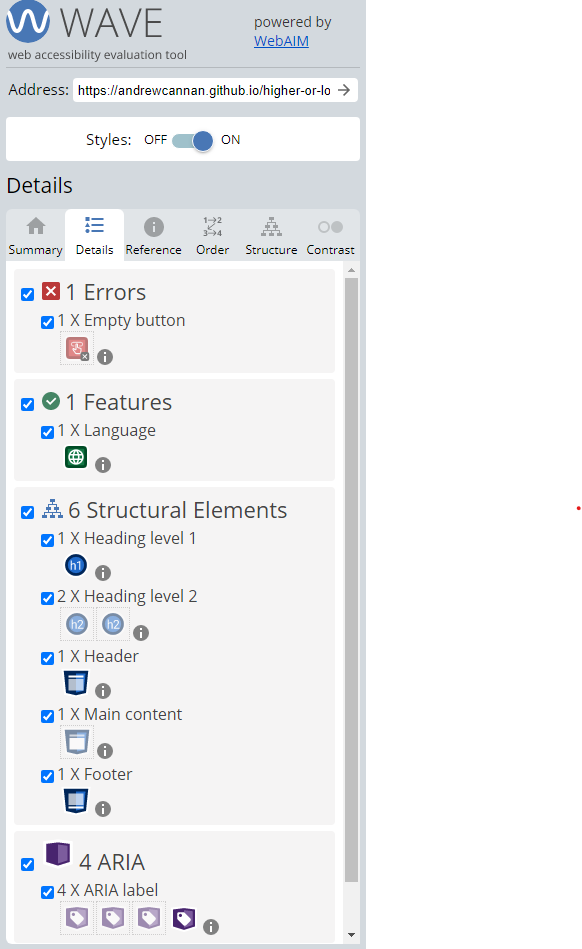 WAVE
web accessibility evaluation tool
powered by
WebAIM
Address: https://andrewcannan.github.io/higher-or-lo
Styles: OFF ON
Details
Summary Details Reference Order Structure Contrast
1 Errors
1 X Empty button
1 Features
1 X Language
6 Structural Elements
1 X Heading level 1
h1
2 X Heading level 2
h2 h2
1 X Header
1 X Main content
1 X Footer
4 ARIA
4 X ARIA label